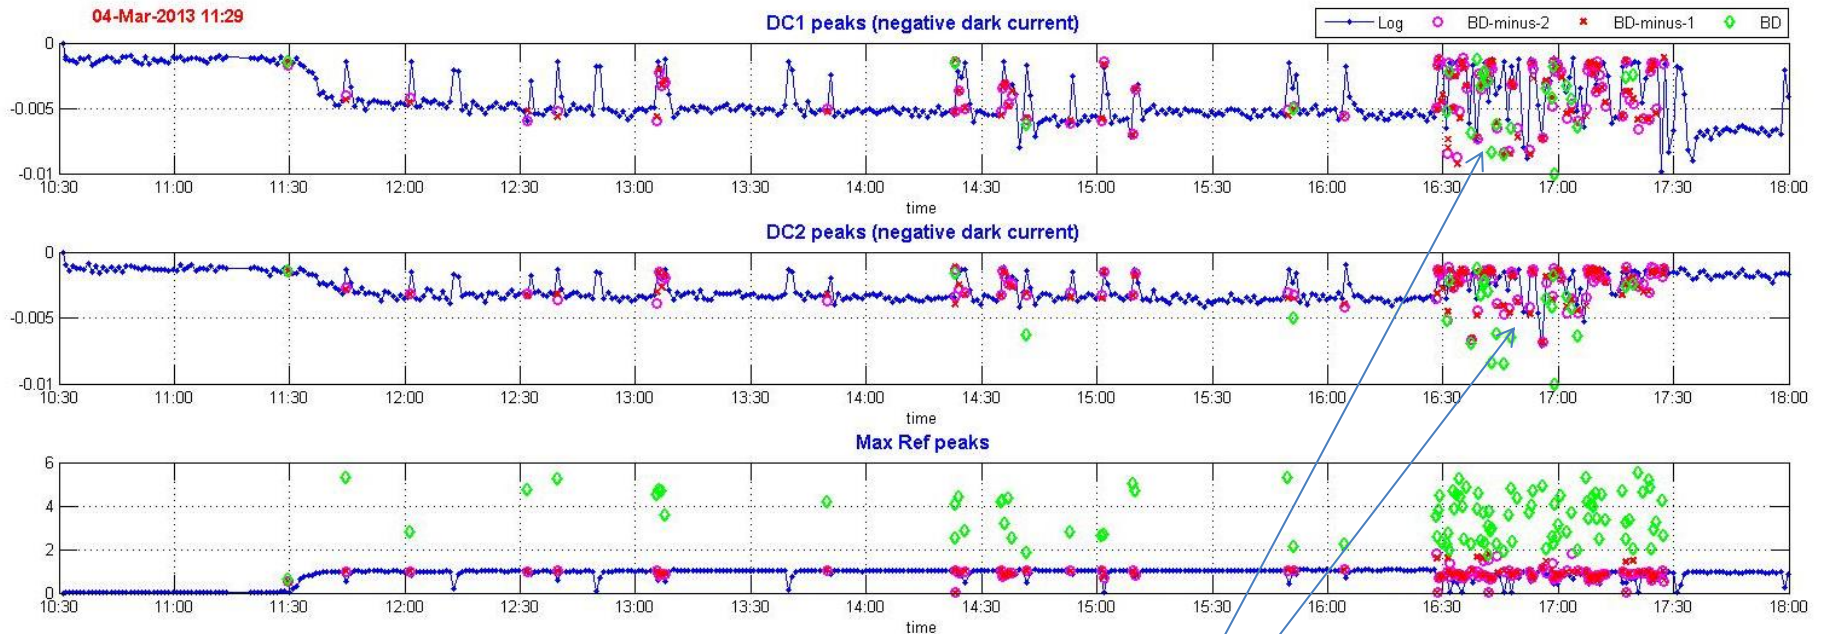 04-Mar-2013 11:29
DC1 peaks (negative dark current)
Log BD-minus-2 BD-minus-1 BD
0
-0.005
-0.01
10:30 11:00 11:30 12:00 12:30 13:00 13:30 14:00 14:30 15:00 15:30 16:00 16:30 17:00 17:30 18:00
time
DC2 peaks (negative dark current)
0
-0.005
-0.01
10:30 11:00 11:30 12:00 12:30 13:00 13:30 14:00 14:30 15:00 15:30 16:00 16:30 17:00 17:30 18:00
time
Max Ref peaks
6
4
2
0
10:30 11:00 11:30 12:00 12:30 13:00 13:30 14:00 14:30 15:00 15:30 16:00 16:30 17:00 17:30 18:00
time